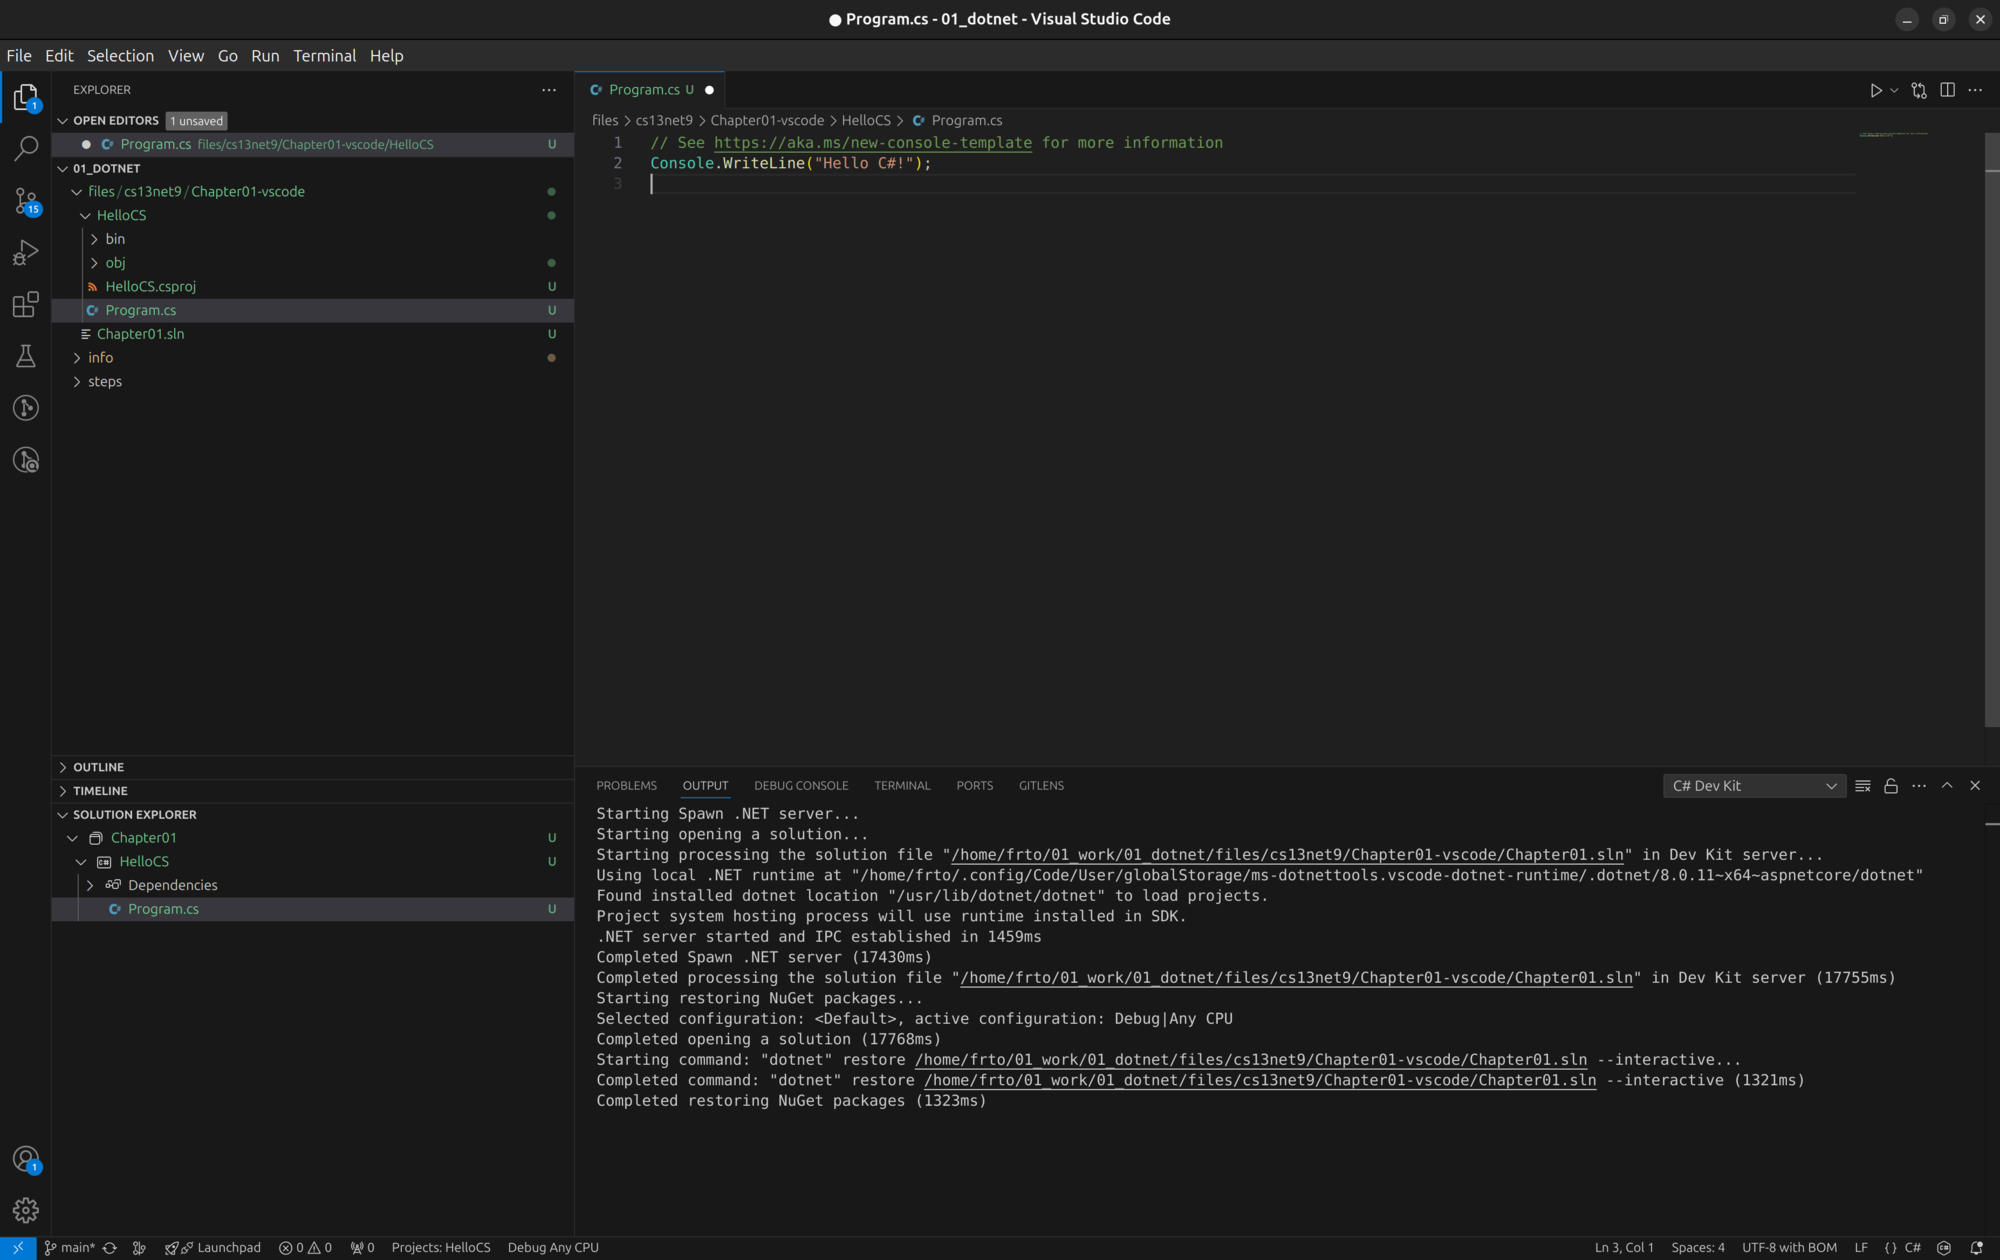 Program.cs - 01_dotnet - Visual Studio Code
File Edit Selection View Go Run Terminal Help
EXPLORER
OPEN EDITORS 1 unsaved
Program.cs files/cs13net9/Chapter01-vscode/HelloCS U
01_DOTNET
files / cs13net9 / Chapter01-vscode
HelloCS
bin
obj
HelloCS.csproj U
Program.cs U
Chapter01.sln U
info
steps
OUTLINE
TIMELINE
SOLUTION EXPLORER
Chapter01 U
HelloCS U
Dependencies
Program.cs U
1
15
1
Program.cs U
files > cs13net9 > Chapter01-vscode > HelloCS > Program.cs
1 // See https://aka.ms/new-console-template for more information
2 Console.WriteLine("Hello C#!");
3
PROBLEMS OUTPUT DEBUG CONSOLE TERMINAL PORTS GITLENS C# Dev Kit
Starting Spawn .NET server...
Starting opening a solution...
Starting processing the solution file "/home/frto/01_work/01_dotnet/files/cs13net9/Chapter01-vscode/Chapter01.sln" in Dev Kit server...
Using local .NET runtime at "/home/frto/.config/Code/User/globalStorage/ms-dotnettools.vscode-dotnet-runtime/.dotnet/8.0.11~x64~aspnetcore/dotnet"
Found installed dotnet location "/usr/lib/dotnet/dotnet" to load projects.
Project system hosting process will use runtime installed in SDK.
.NET server started and IPC established in 1459ms
Completed Spawn .NET server (17430ms)
Completed processing the solution file "/home/frto/01_work/01_dotnet/files/cs13net9/Chapter01-vscode/Chapter01.sln" in Dev Kit server (17755ms)
Starting restoring NuGet packages...
Selected configuration: <Default>, active configuration: Debug|Any CPU
Completed opening a solution (17768ms)
Starting command: "dotnet" restore /home/frto/01_work/01_dotnet/files/cs13net9/Chapter01-vscode/Chapter01.sln --interactive...
Completed command: "dotnet" restore /home/frto/01_work/01_dotnet/files/cs13net9/Chapter01-vscode/Chapter01.sln --interactive (1321ms)
Completed restoring NuGet packages (1323ms)
main* Launchpad 0 0 0 Projects: HelloCS Debug Any CPU Ln 3, Col 1 Spaces: 4 UTF-8 with BOM LF {} C#